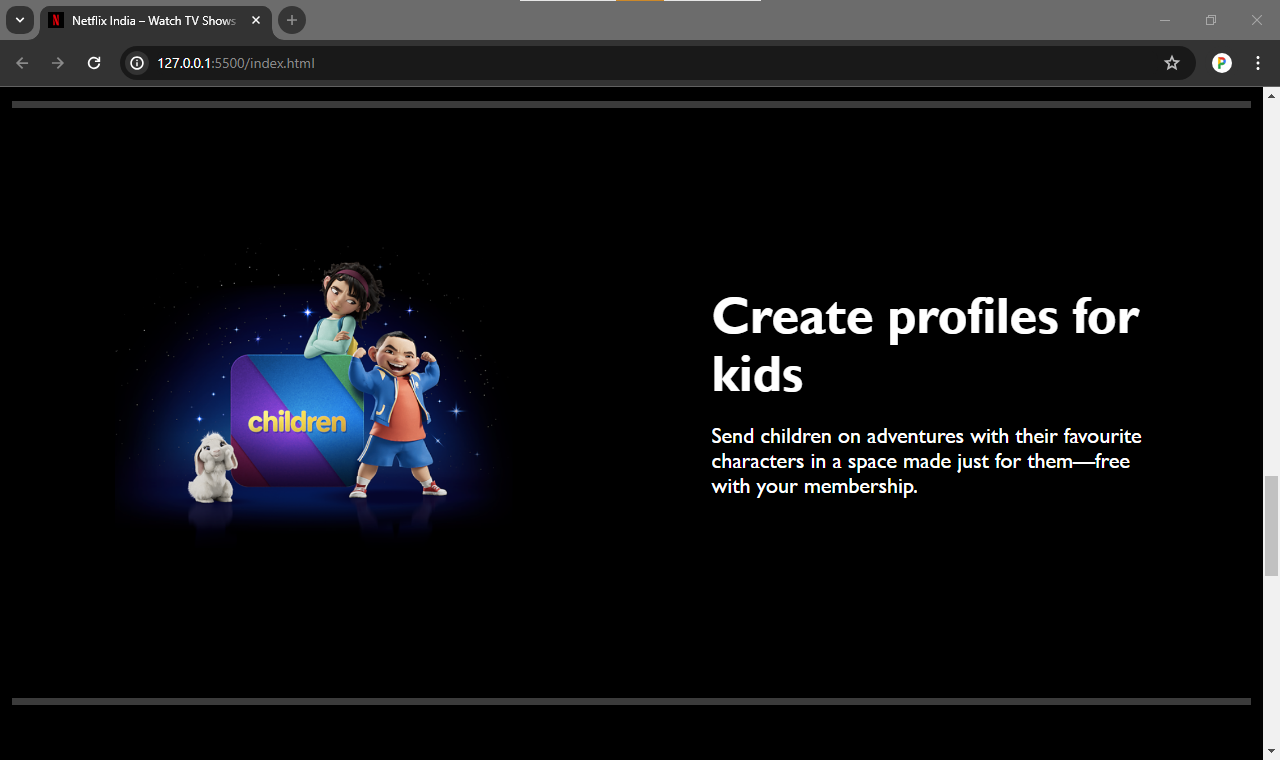 Netflix India – Watch TV Shows
127.0.0.1:5500/index.html
P
children
Create profiles for
kids
Send children on adventures with their favourite
characters in a space made just for them—free
with your membership.